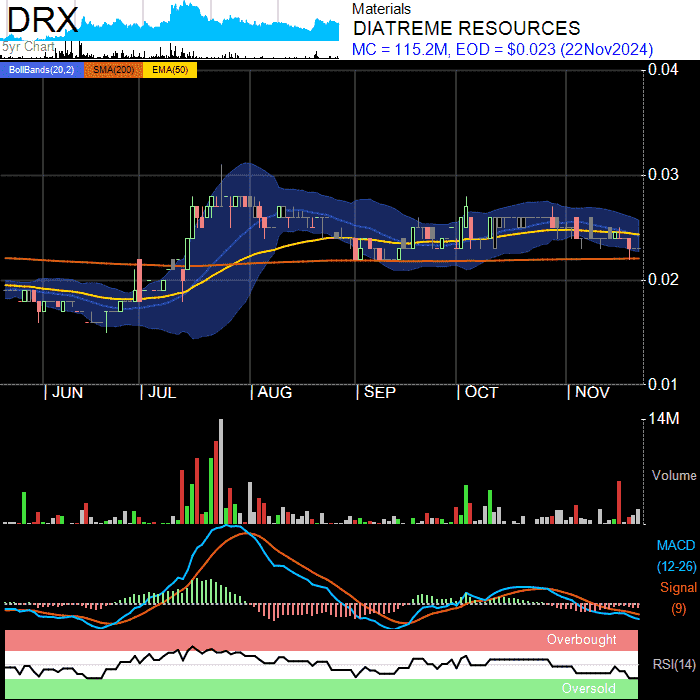 DRX
5yr Chart
Materials
DIATREME RESOURCES
MC = 115.2M, EOD = $0.023 (22Nov2024)
BollBands(20,2) SMA(200) EMA(50)
0.04
0.03
0.02
0.01
JUN JUL AUG SEP OCT NOV
14M
Volume
MACD
(12-26)
Signal
(9)
Overbought
RSI(14)
Oversold